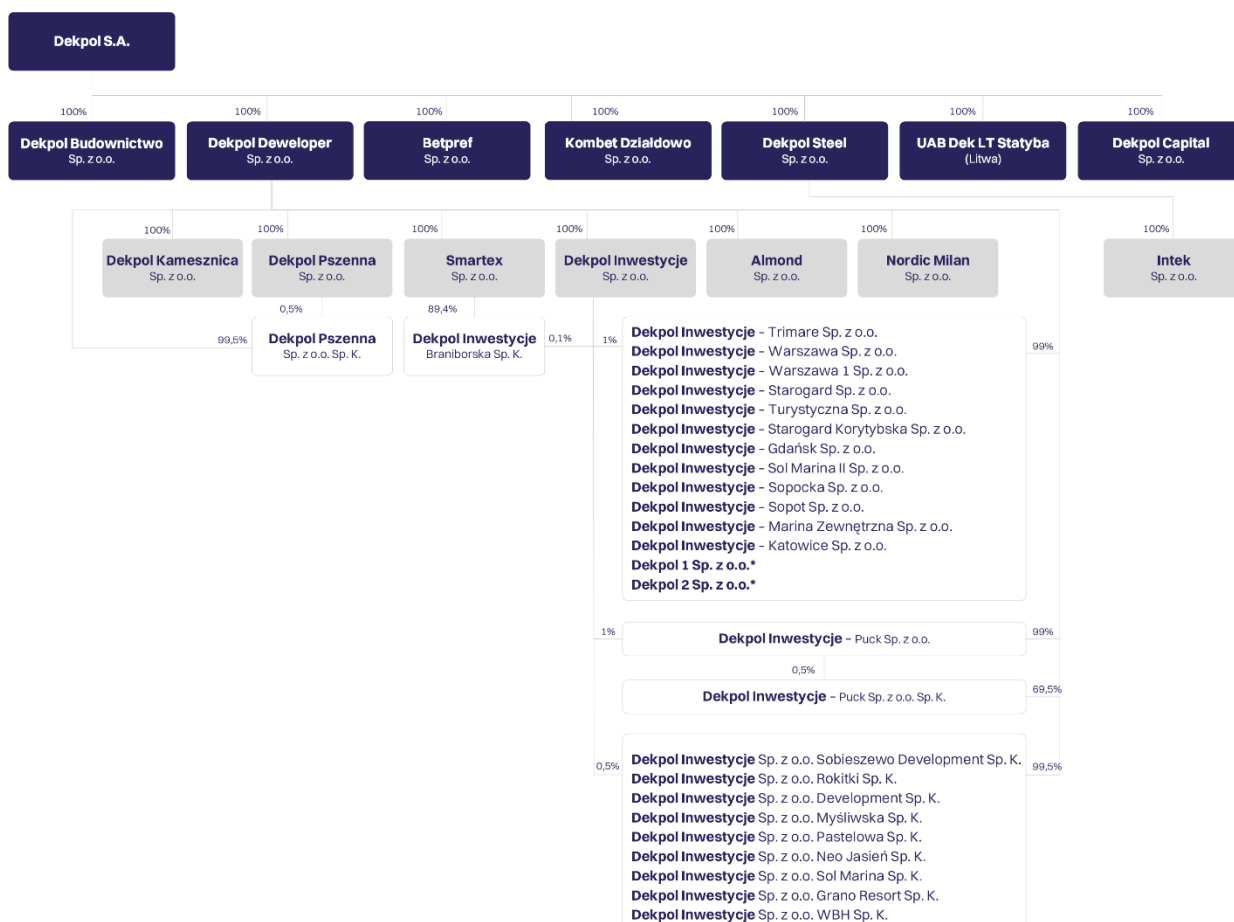 Dekpol S.A.
100%
100%
100%
100%
100%
100%
100%
Dekpol Budownictwo
Sp. z o.o.
Dekpol Deweloper
Sp. z o.o.
Betpref
Sp. z o.o.
Kombet Działdowo
Sp. z o.o.
Dekpol Steel
Sp. z o.o.
UAB Dek LT Statyba
(Litwa)
Dekpol Capital
Sp. z o.o.
100%
100%
100%
100%
100%
100%
100%
Dekpol Kamesznica
Sp. z o.o.
Dekpol Pszenna
Sp. z o.o.
Smartex
Sp. z o.o.
Dekpol Inwestycje
Sp. z o.o.
Almond
Sp. z o.o.
Nordic Milan
Sp. z o.o.
Intek
Sp. z o.o.
0,5%
89,4%
99,5%
Dekpol Pszenna
Sp. z o.o. Sp. K.
Dekpol Inwestycje
Braniborska Sp. K.
0,1%
1%
99%
Dekpol Inwestycje – Trimare Sp. z o.o.
Dekpol Inwestycje – Warszawa Sp. z o.o.
Dekpol Inwestycje – Warszawa 1 Sp. z o.o.
Dekpol Inwestycje – Starogard Sp. z o.o.
Dekpol Inwestycje – Turystyczna Sp. z o.o.
Dekpol Inwestycje – Starogard Korytybska Sp. z o.o.
Dekpol Inwestycje – Gdańsk Sp. z o.o.
Dekpol Inwestycje – Sol Marina II Sp. z o.o.
Dekpol Inwestycje – Sopocka Sp. z o.o.
Dekpol Inwestycje – Sopot Sp. z o.o.
Dekpol Inwestycje – Marina Zewnętrzna Sp. z o.o.
Dekpol Inwestycje – Katowice Sp. z o.o.
Dekpol 1 Sp. z o.o.*
Dekpol 2 Sp. z o.o.*
1%
Dekpol Inwestycje – Puck Sp. z o.o.
99%
0,5%
Dekpol Inwestycje – Puck Sp. z o.o. Sp. K.
69,5%
0,5%
99,5%
Dekpol Inwestycje Sp. z o.o. Sobieszewo Development Sp. K.
Dekpol Inwestycje Sp. z o.o. Rokitki Sp. K.
Dekpol Inwestycje Sp. z o.o. Development Sp. K.
Dekpol Inwestycje Sp. z o.o. Myśliwska Sp. K.
Dekpol Inwestycje Sp. z o.o. Pastelowa Sp. K.
Dekpol Inwestycje Sp. z o.o. Neo Jasień Sp. K.
Dekpol Inwestycje Sp. z o.o. Sol Marina Sp. K.
Dekpol Inwestycje Sp. z o.o. Grano Resort Sp. K.
Dekpol Inwestycje Sp. z o.o. WBH Sp. K.